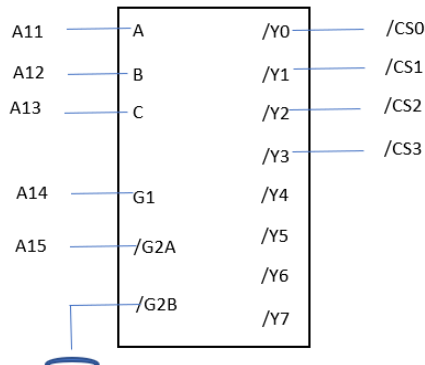 A11 A /Y0 /CS0
A12 B /Y1 /CS1
A13 C /Y2 /CS2
/Y3 /CS3
A14 G1 /Y4
A15 /G2A /Y5
/Y6
/G2B /Y7